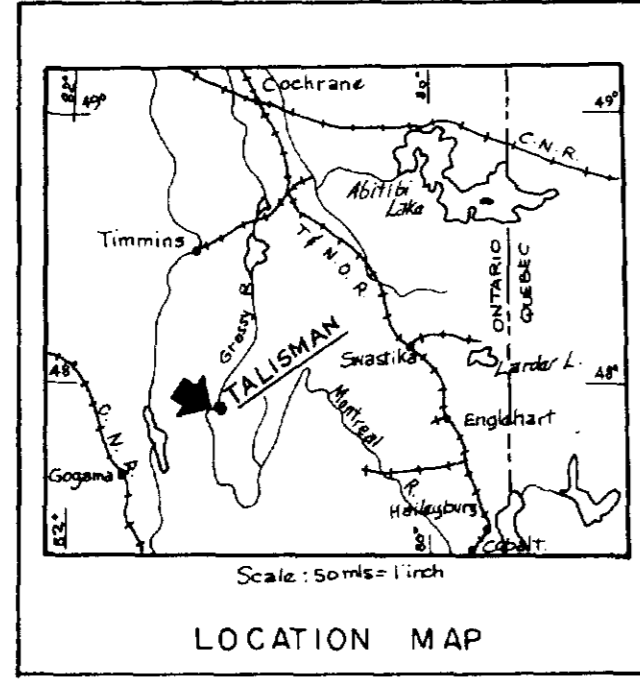 82°
49°
Cochrane
80
49°
C.N.R.
Abitibi
Lake
Timmins
T & N.O.R.
Grassy R.
ONTARIO
QUEBEC
TALISMAN
Swastika
Larder L.
48
48°
C.N.R.
Montreal
R.
Englehart
Gogama
Haileyburg
82°
80°
Cobalt.
Scale : 50 mls = 1 inch
LOCATION MAP